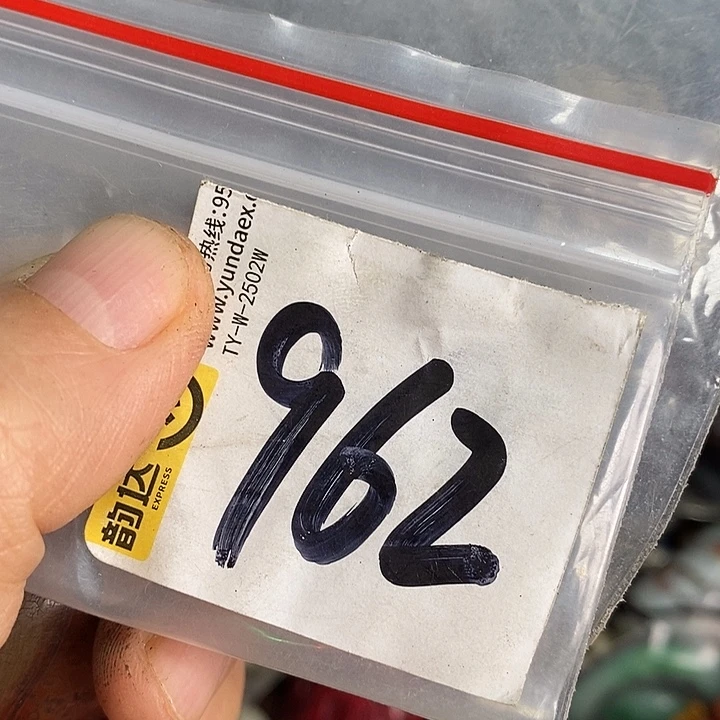 热线:95
www.yundaex.
TY-W-2502W
962
韵达
EXPRESS